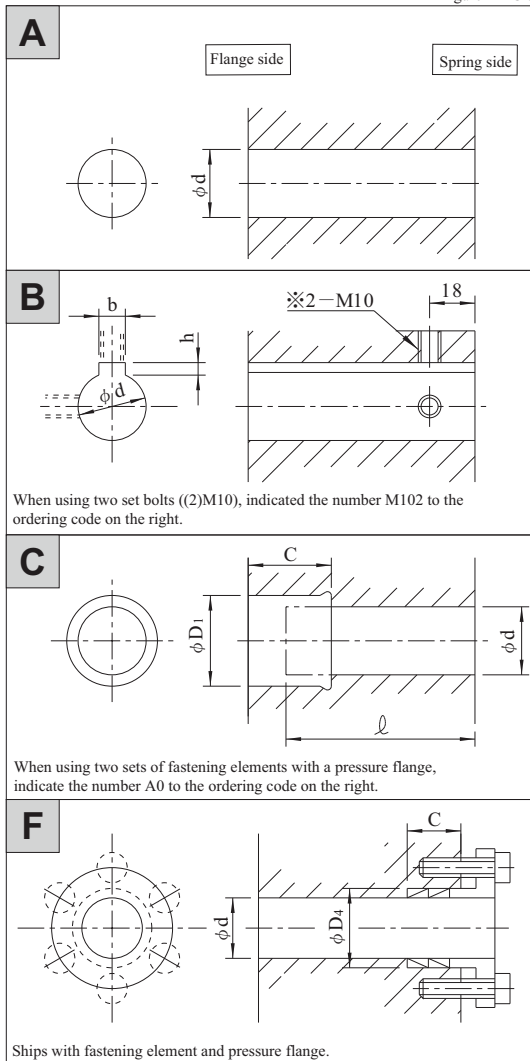 A
Flange side
Spring side
φd
B
b
h
φd
※2－M10
18
When using two set bolts ((2)M10), indicated the number M102 to the
ordering code on the right.
C
C
φD1
φd
ℓ
When using two sets of fastening elements with a pressure flange,
indicate the number A0 to the ordering code on the right.
F
C
φd
φD4
Ships with fastening element and pressure flange.